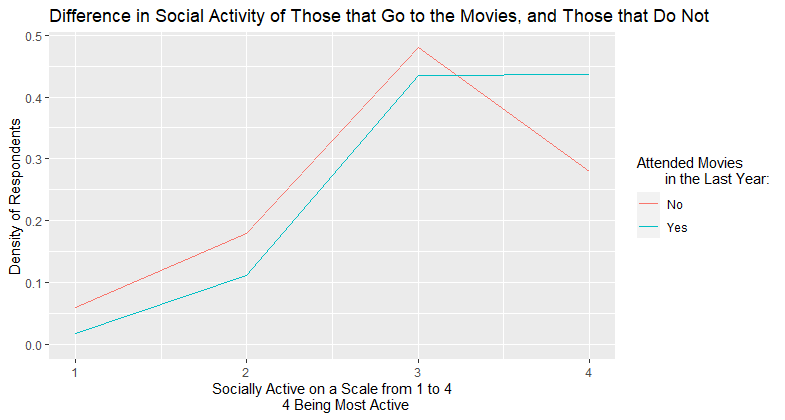 Difference in Social Activity of Those that Go to the Movies, and Those that Do Not
Density of Respondents
0.5
0.4
0.3
0.2
0.1
0.0
1 2 3 4
Socially Active on a Scale from 1 to 4
4 Being Most Active
Attended Movies
in the Last Year:
No
Yes